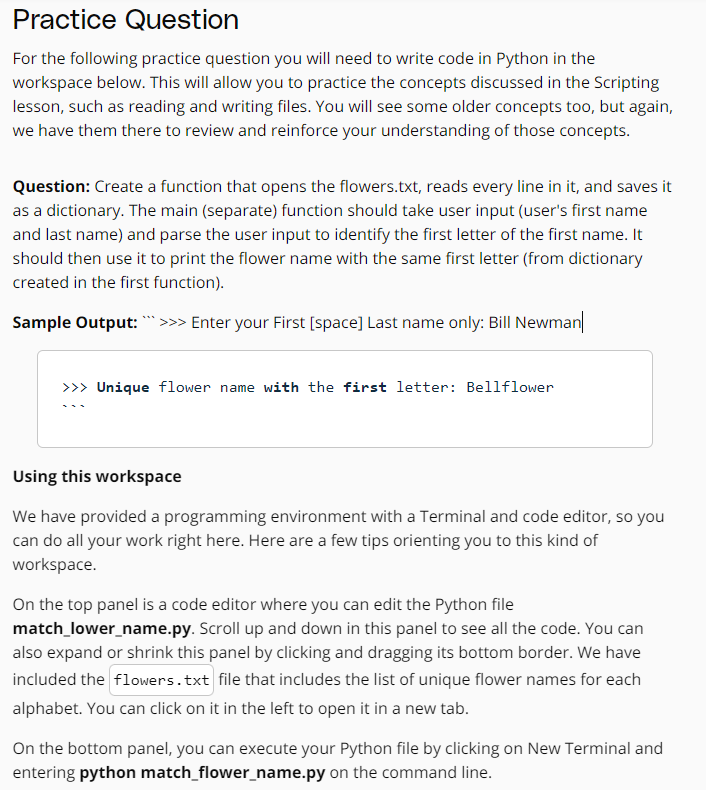 Practice Question
For the following practice question you will need to write code in Python in the
workspace below. This will allow you to practice the concepts discussed in the Scripting
lesson, such as reading and writing files. You will see some older concepts too, but again,
we have them there to review and reinforce your understanding of those concepts.
Question: Create a function that opens the flowers.txt, reads every line in it, and saves it
as a dictionary. The main (separate) function should take user input (user's first name
and last name) and parse the user input to identify the first letter of the first name. It
should then use it to print the flower name with the same first letter (from dictionary
created in the first function).
Sample Output: ``` >>> Enter your First [space] Last name only: Bill Newman
>>> Unique flower name with the first letter: Bellflower
```
Using this workspace
We have provided a programming environment with a Terminal and code editor, so you
can do all your work right here. Here are a few tips orienting you to this kind of
workspace.
On the top panel is a code editor where you can edit the Python file
match_lower_name.py. Scroll up and down in this panel to see all the code. You can
also expand or shrink this panel by clicking and dragging its bottom border. We have
included the flowers.txt file that includes the list of unique flower names for each
alphabet. You can click on it in the left to open it in a new tab.
On the bottom panel, you can execute your Python file by clicking on New Terminal and
entering python match_flower_name.py on the command line.